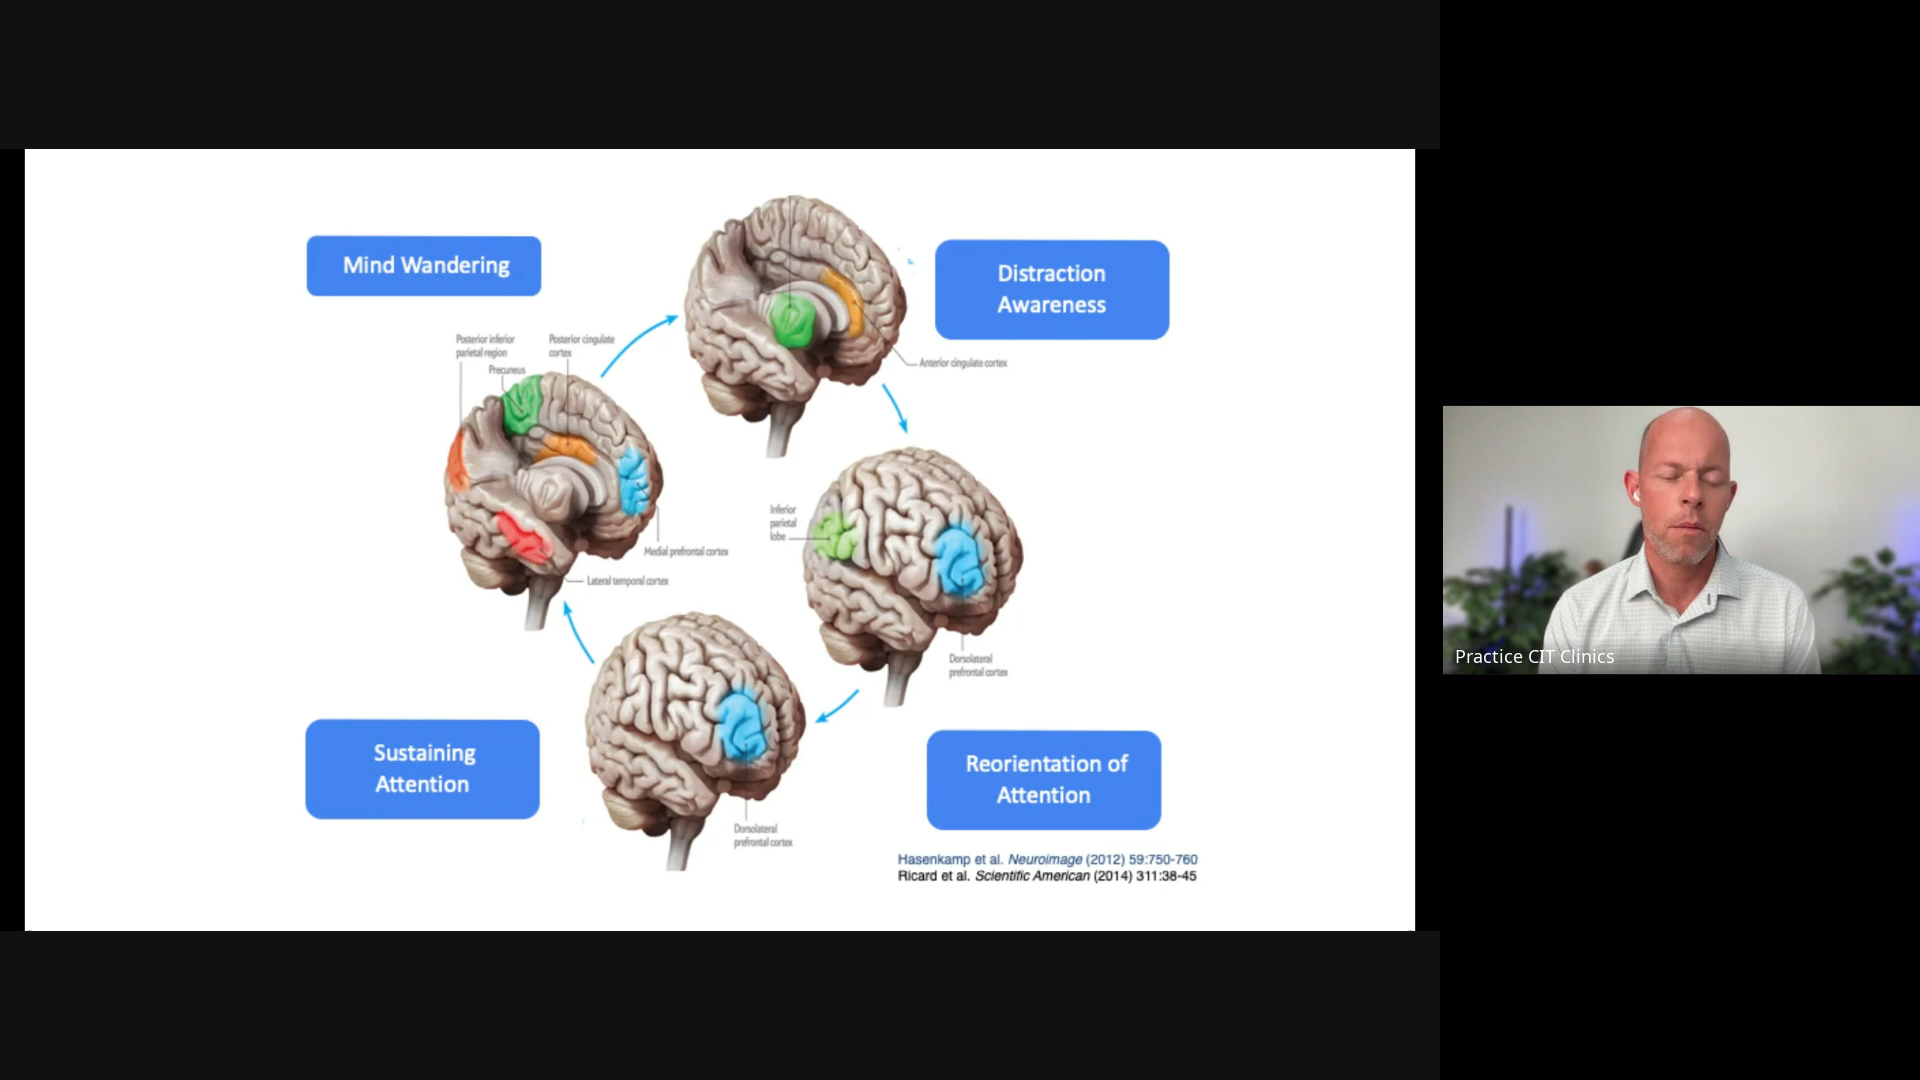 Mind Wandering
Distraction
Awareness
Posterior inferior
parietal region
Posterior cingulate
cortex
Precuneus
Anterior cingulate cortex
Inferior
parietal
lobe
Medial prefrontal cortex
Lateral temporal cortex
Dorsolateral
prefrontal cortex
Sustaining
Attention
Reorientation of
Attention
Dorsolateral
prefrontal cortex
Hasenkamp et al. Neuroimage (2012) 59:750-760
Ricard et al. Scientific American (2014) 311:38-45
Practice CIT Clinics